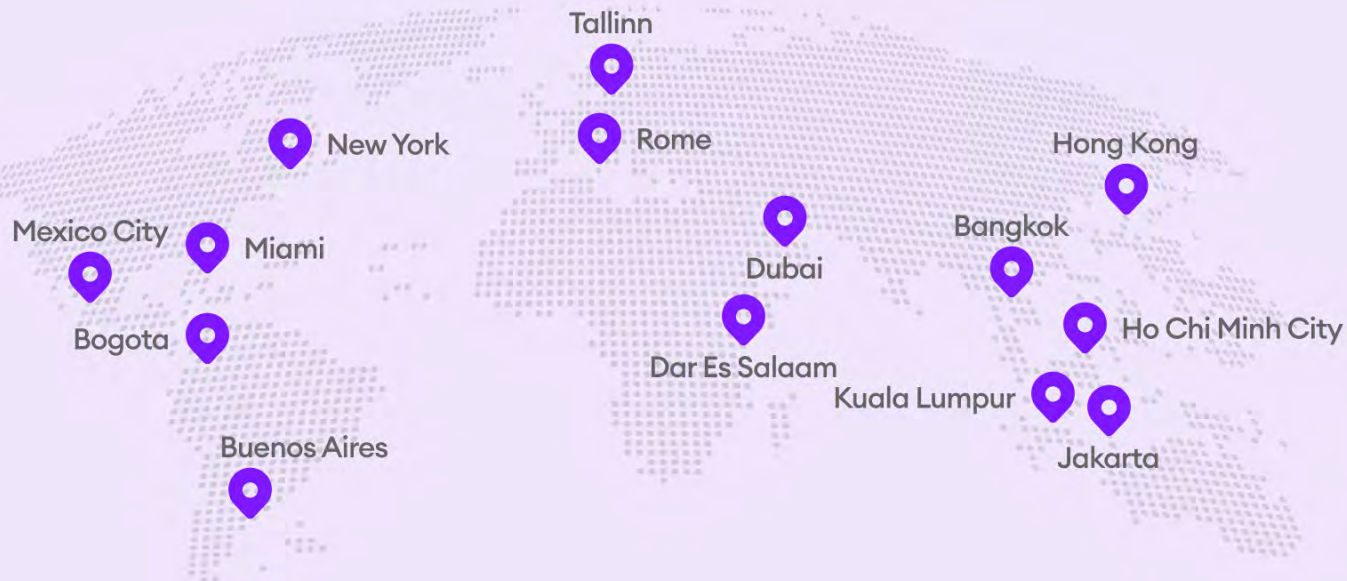 Tallinn
New York
Rome
Hong Kong
Mexico City
Miami
Bangkok
Dubai
Bogota
Ho Chi Minh City
Dar Es Salaam
Kuala Lumpur
Buenos Aires
Jakarta